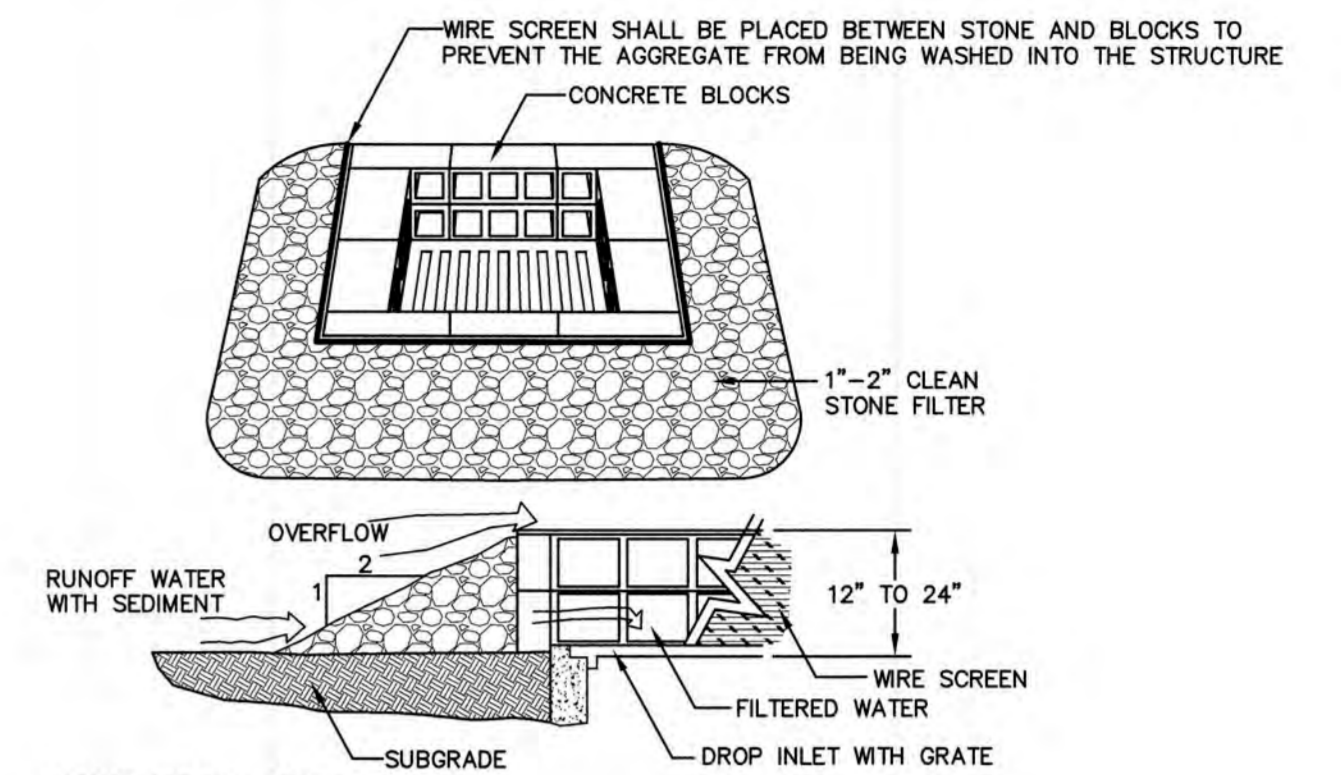 WIRE SCREEN SHALL BE PLACED BETWEEN STONE AND BLOCKS TO
PREVENT THE AGGREGATE FROM BEING WASHED INTO THE STRUCTURE
CONCRETE BLOCKS
1"-2" CLEAN
STONE FILTER
OVERFLOW
2
1
RUNOFF WATER
WITH SEDIMENT
12" TO 24"
WIRE SCREEN
FILTERED WATER
DROP INLET WITH GRATE
SUBGRADE